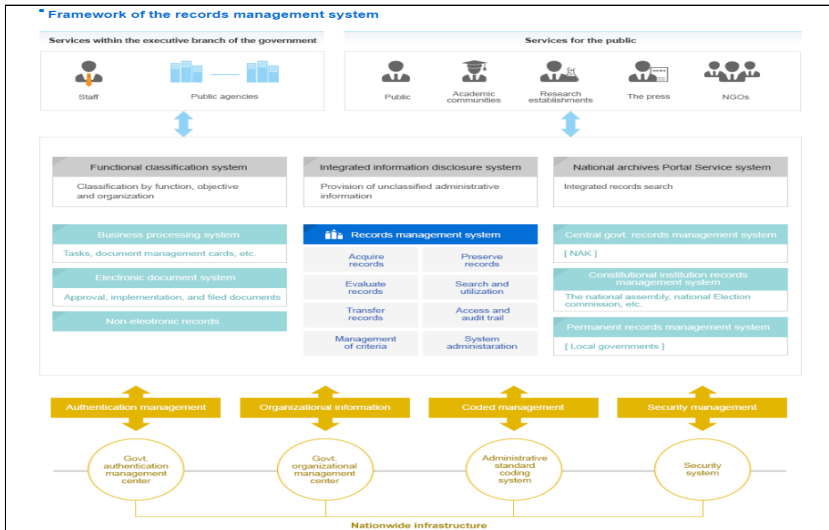 Framework of the records management system
Services within the executive branch of the government
Services for the public
Staff
Public agencies
Public
Academic
communities
Research
establishments
The press
NGOs
Functional classification system
Classification by function, objective
and organization
Integrated information disclosure system
Provision of unclassified administrative
information
National archives Portal Service system
Integrated records search
Business processing system
Tasks, document management cards, etc.
Electronic document system
Approval, implementation, and filed documents
Non-elootronic records
Records management system
Acquire
records
Preserve
records
Evaluate
records
Search and
utilization
Transfer
records
Access and
audit trail
Management
of criteria
System
administaration
Central govt. records management system
[ NAK ]
Constitutional institution records
management system
The national assembly, national Election
commission, etc.
Permanent records management system
[ Local governments ]
Authentication management
Organizational information
Coded management
Security management
Govt.
authentication
management
center
Govt.
organizational
management
center
Administrative
standard
coding
system
Security
system
Nationwide infrastructure